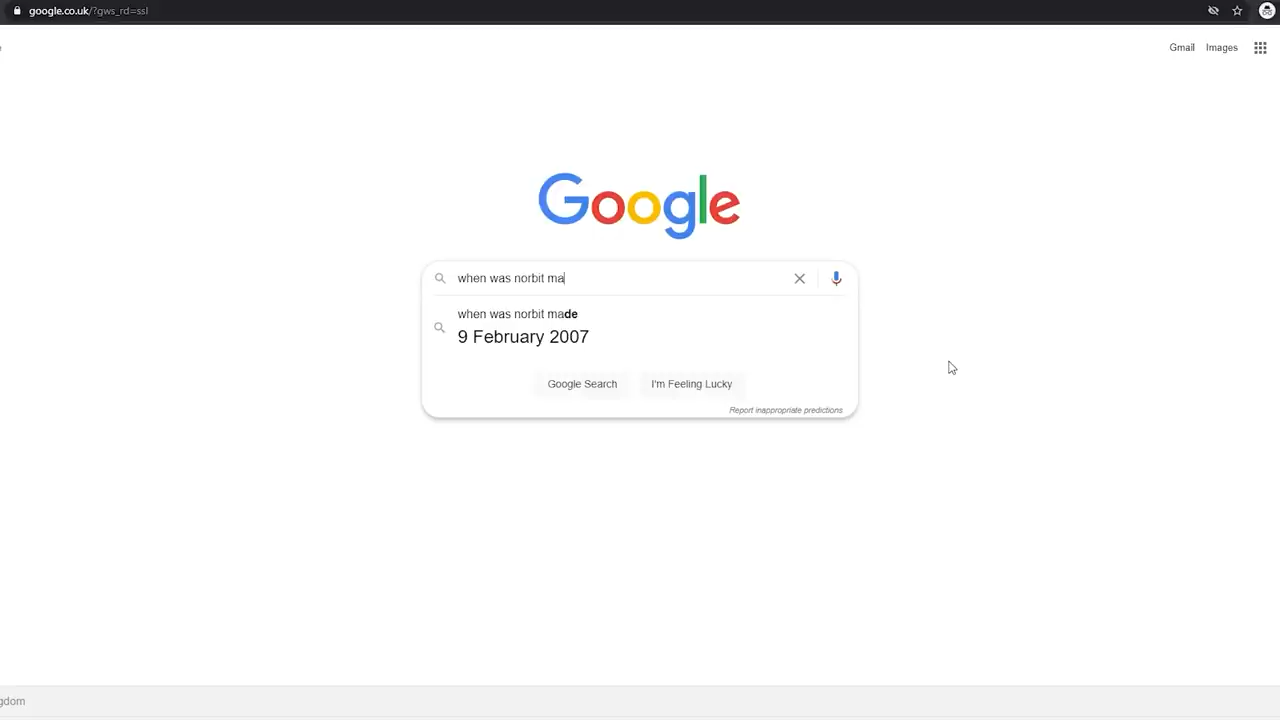 google.co.uk/?gws_rd=ssl
Gmail Images
Google
when was norbit ma
when was norbit made
9 February 2007
Google Search I'm Feeling Lucky
Report inappropriate predictions
gdom